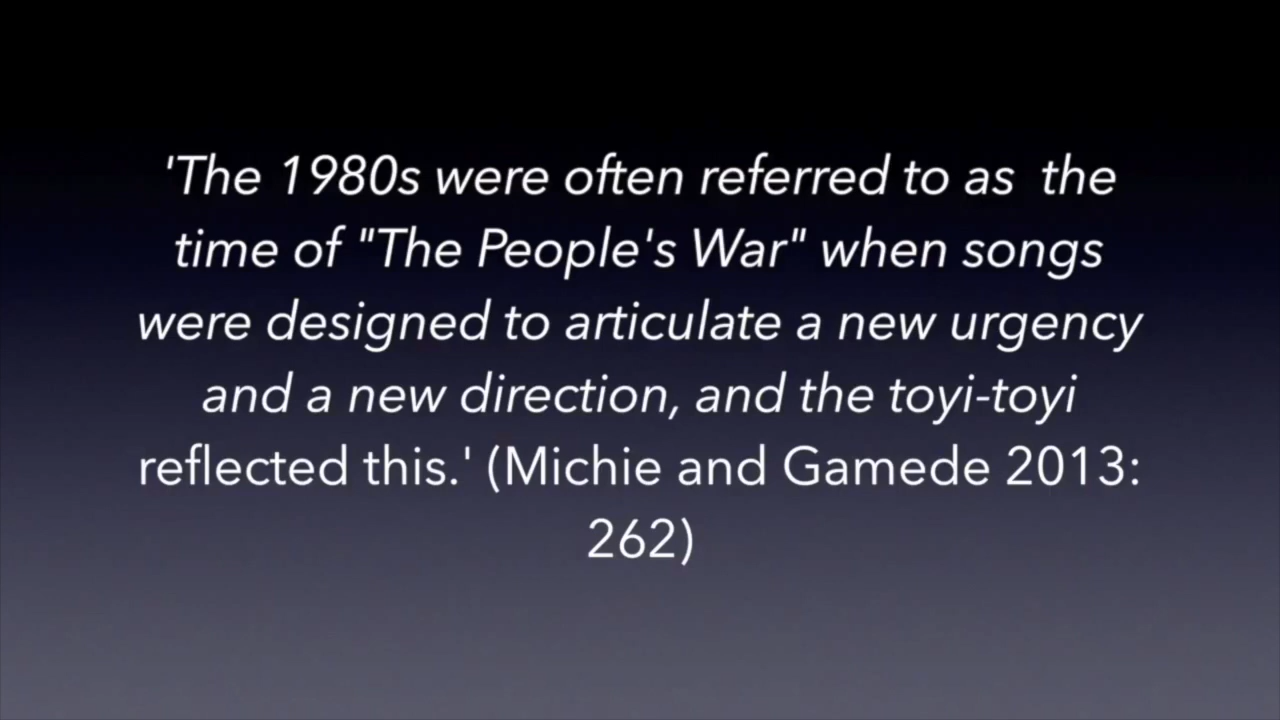 'The 1980s were often referred to as  the
time of "The People's War" when songs
were designed to articulate a new urgency
and a new direction, and the toyi-toyi
reflected this.' (Michie and Gamede 2013:
262)